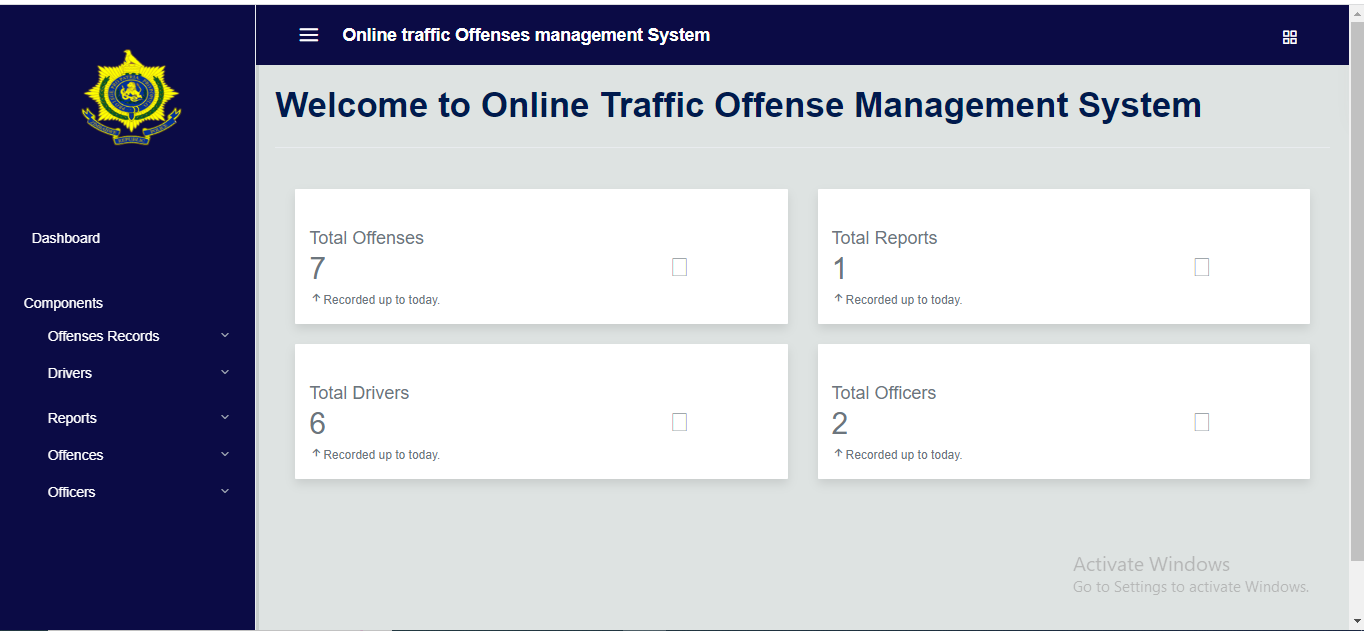 Online traffic Offenses management System
Welcome to Online Traffic Offense Management System
Dashboard
Components
Offenses Records
Drivers
Reports
Offences
Officers
Total Offenses
7
Recorded up to today.
Total Reports
1
Recorded up to today.
Total Drivers
6
Recorded up to today.
Total Officers
2
Recorded up to today.
Activate Windows
Go to Settings to activate Windows.